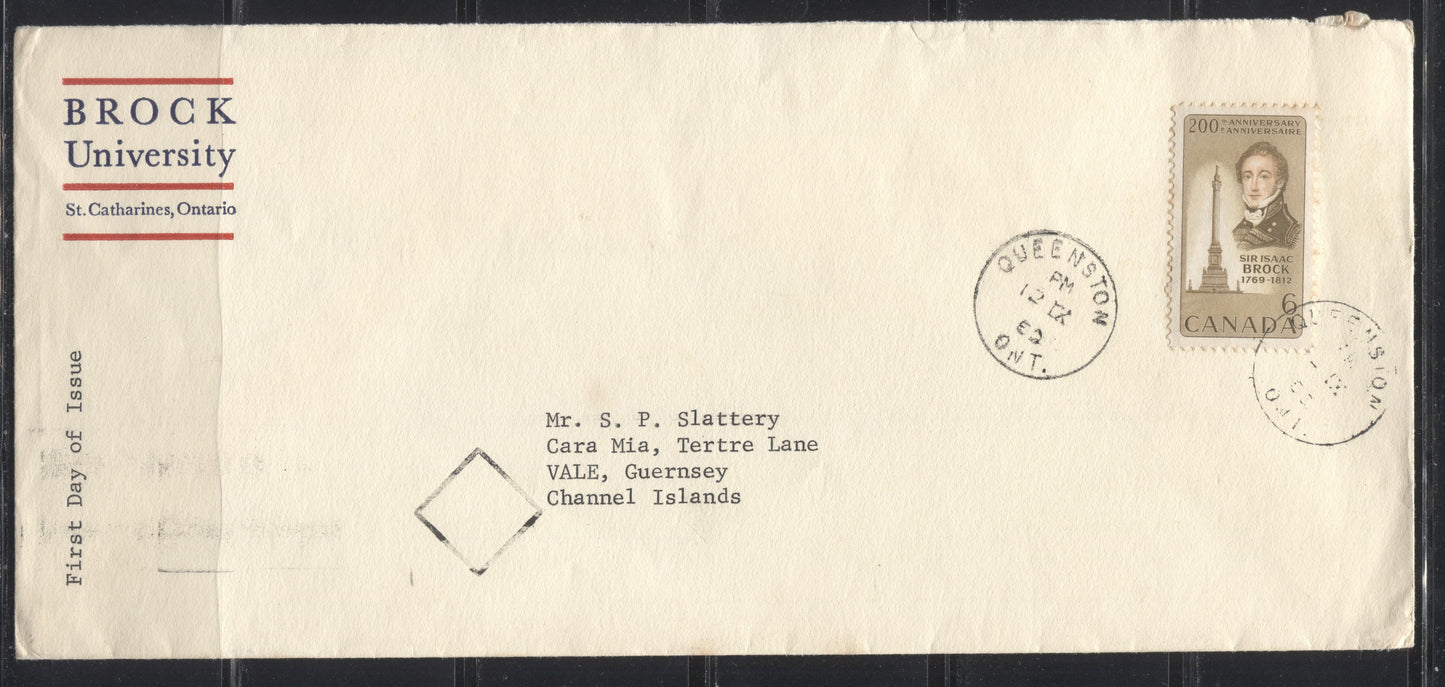 BROCK
University
St. Catharines, Ontario
200th ANNIVERSARY
e ANNIVERSAIRE
SIR ISAAC
BROCK
1769-1812
6
CANADA
QUEENSTON
PM
12 IX
ONT.
QUEENSTON
Mr. S. P. Slattery
Cara Mia, Tertre Lane
VALE, Guernsey
Channel Islands
First Day of Issue